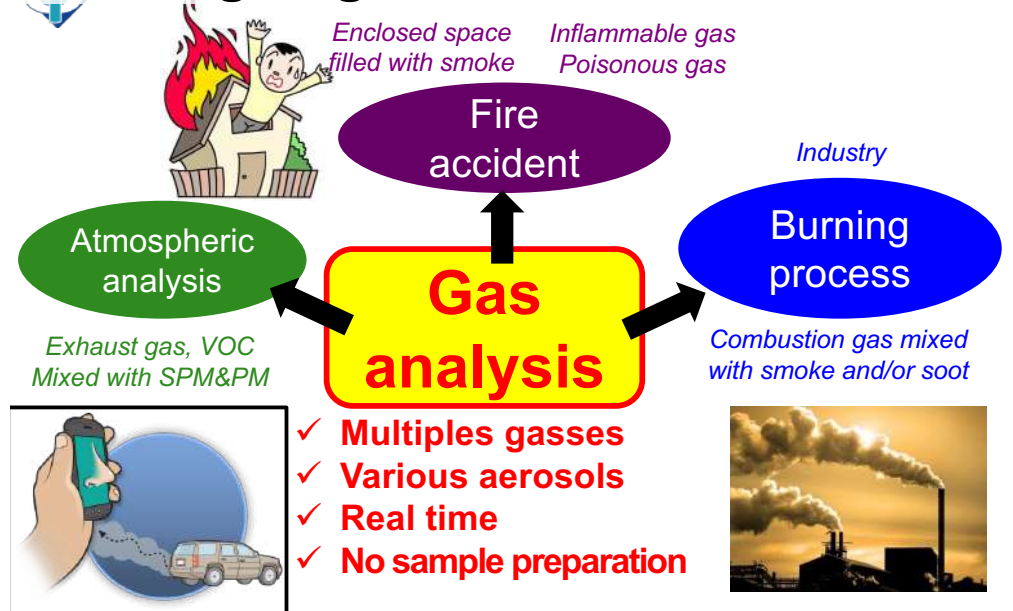 Enclosed space
filled with smoke
Inflammable gas
Poisonous gas
Fire
accident
Industry
Atmospheric
analysis
Burning
process
Gas
analysis
Exhaust gas, VOC
Mixed with SPM&PM
Combustion gas mixed
with smoke and/or soot
✓ Multiples gasses
✓ Various aerosols
✓ Real time
✓ No sample preparation